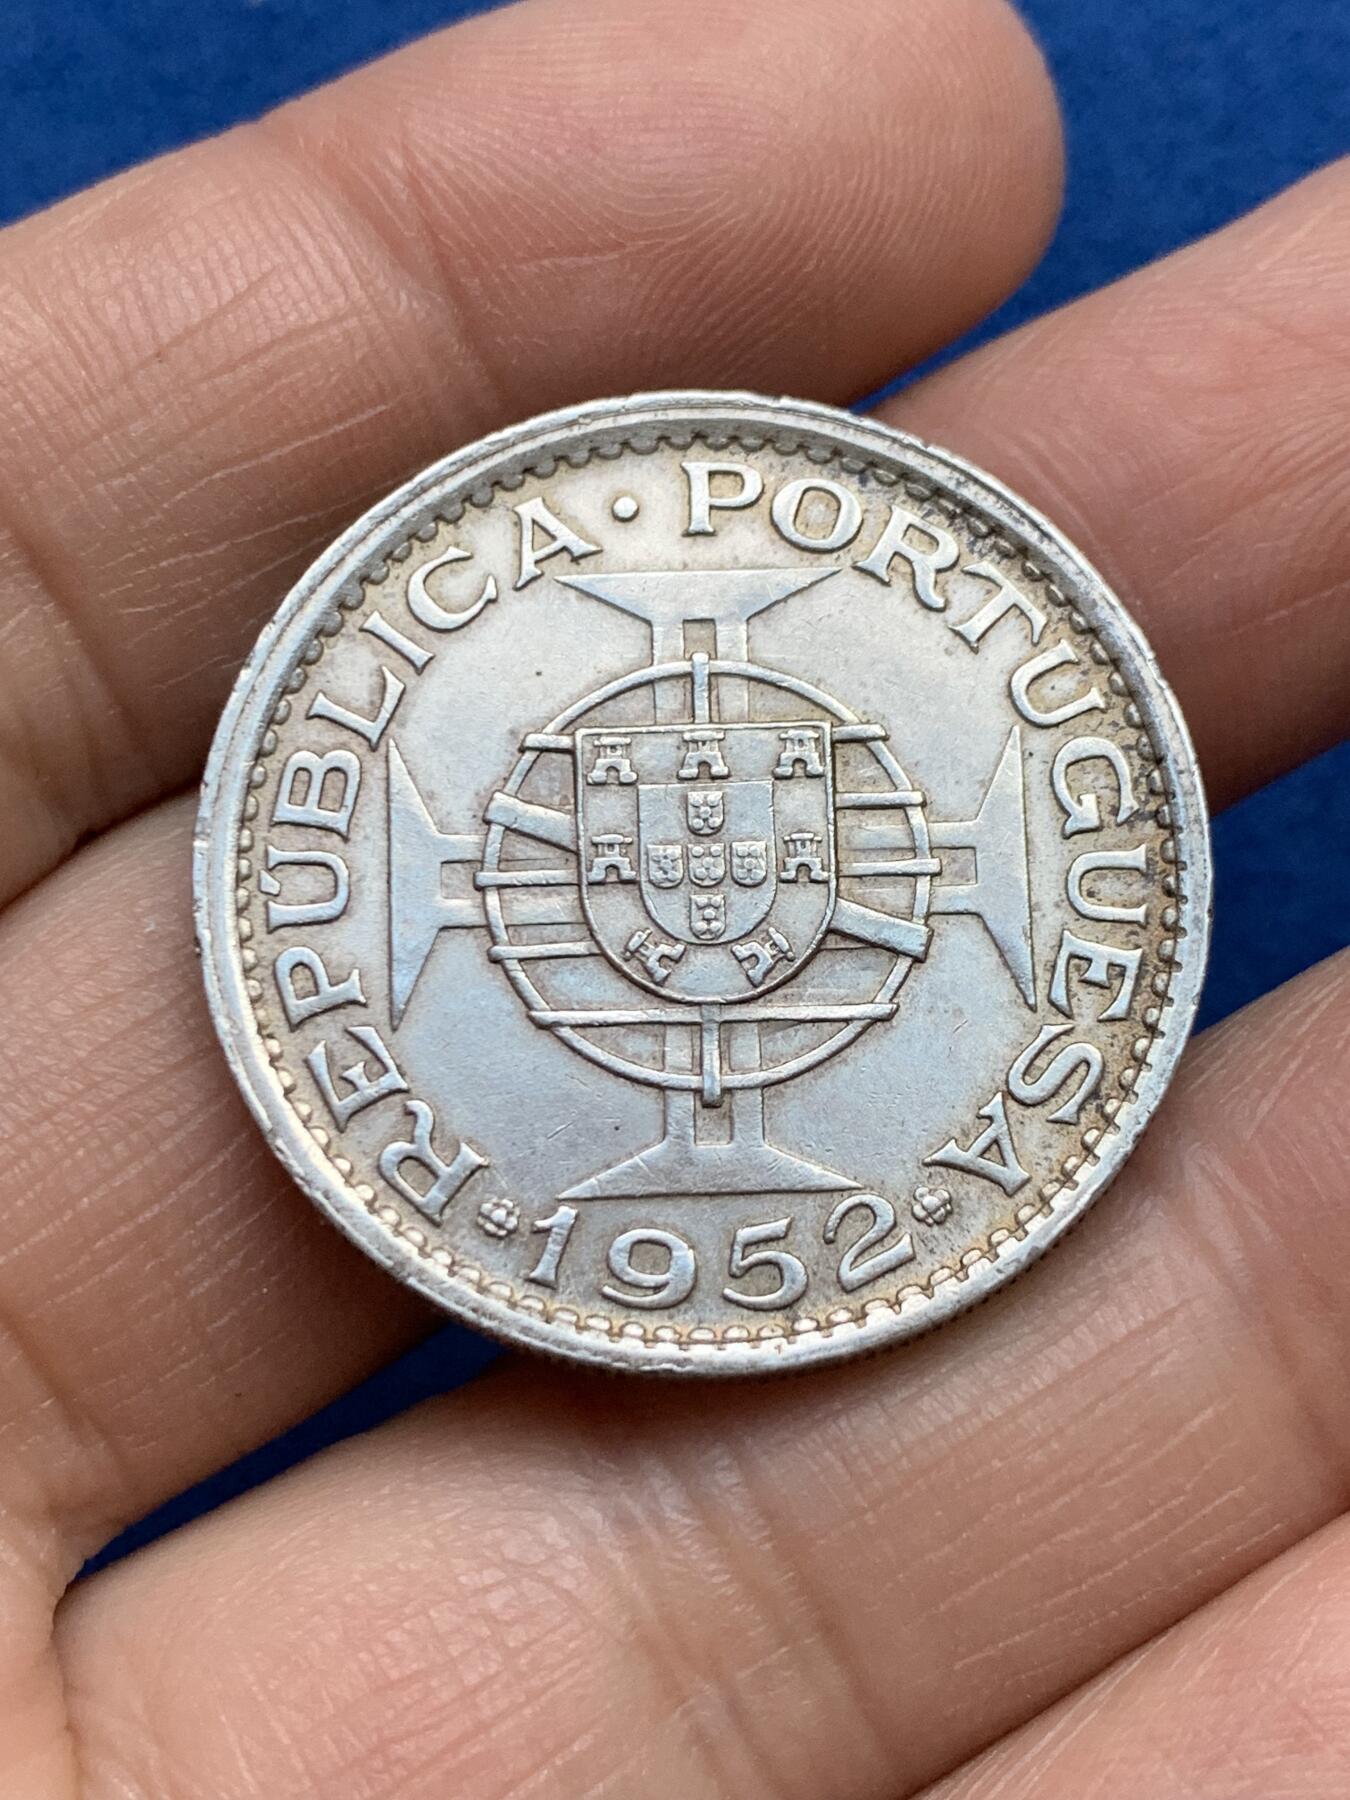 REPÚBLICA · PORTUGUESA
1952